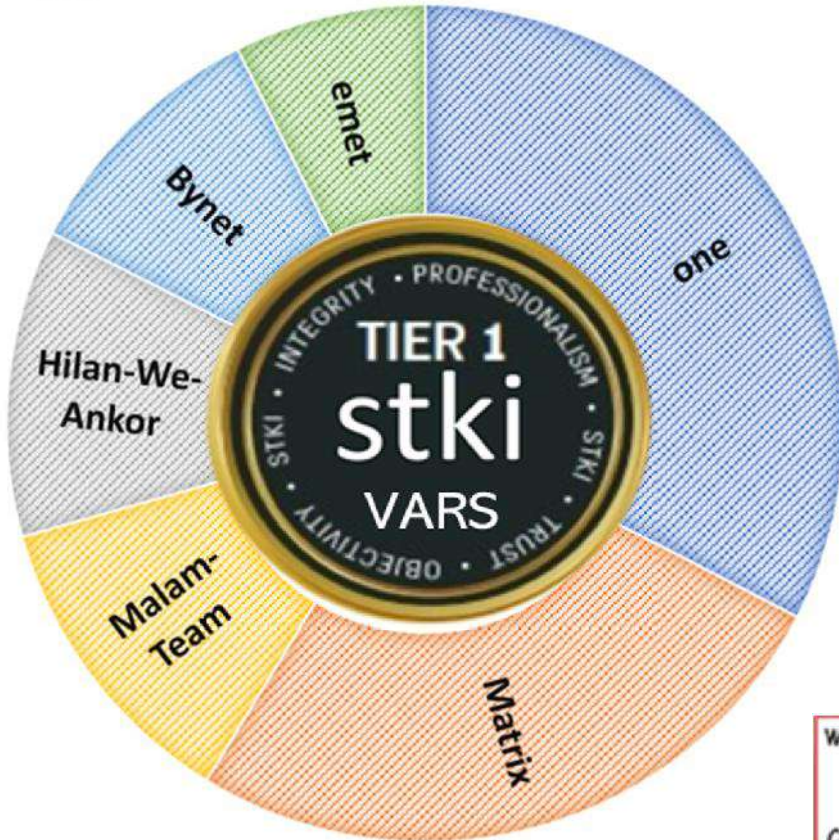 emet
one
Bynet
Hilan-We-
Ankor
Malam-
Team
Matrix
TIER 1
stki
VARS
STKI • INTEGRITY • PROFESSIONALISM • STKI • TRUST • OBJECTIVITY •